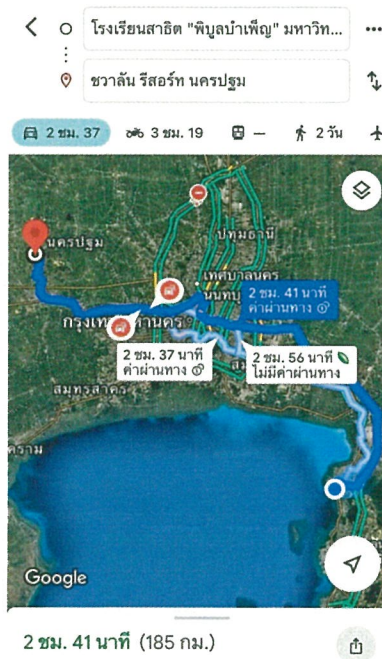 โรงเรียนสาธิต "พิบูลบำเพ็ญ" มหาวิท...
ชวาลัน รีสอร์ท นครปฐม
2 ชม. 37
3 ชม. 19
—
2 วัน
นครปฐม
ปทุมธานี
เทศบาลนคร
นนทบุ
2 ชม. 41 นาที
ค่าผ่านทาง
กรุงเท
านคร
2 ชม. 37 นาที
ค่าผ่านทาง
2 ชม. 56 นาที
ไม่มีค่าผ่านทาง
สมุทรสาคร
คราม
Google
2 ชม. 41 นาที (185 กม.)